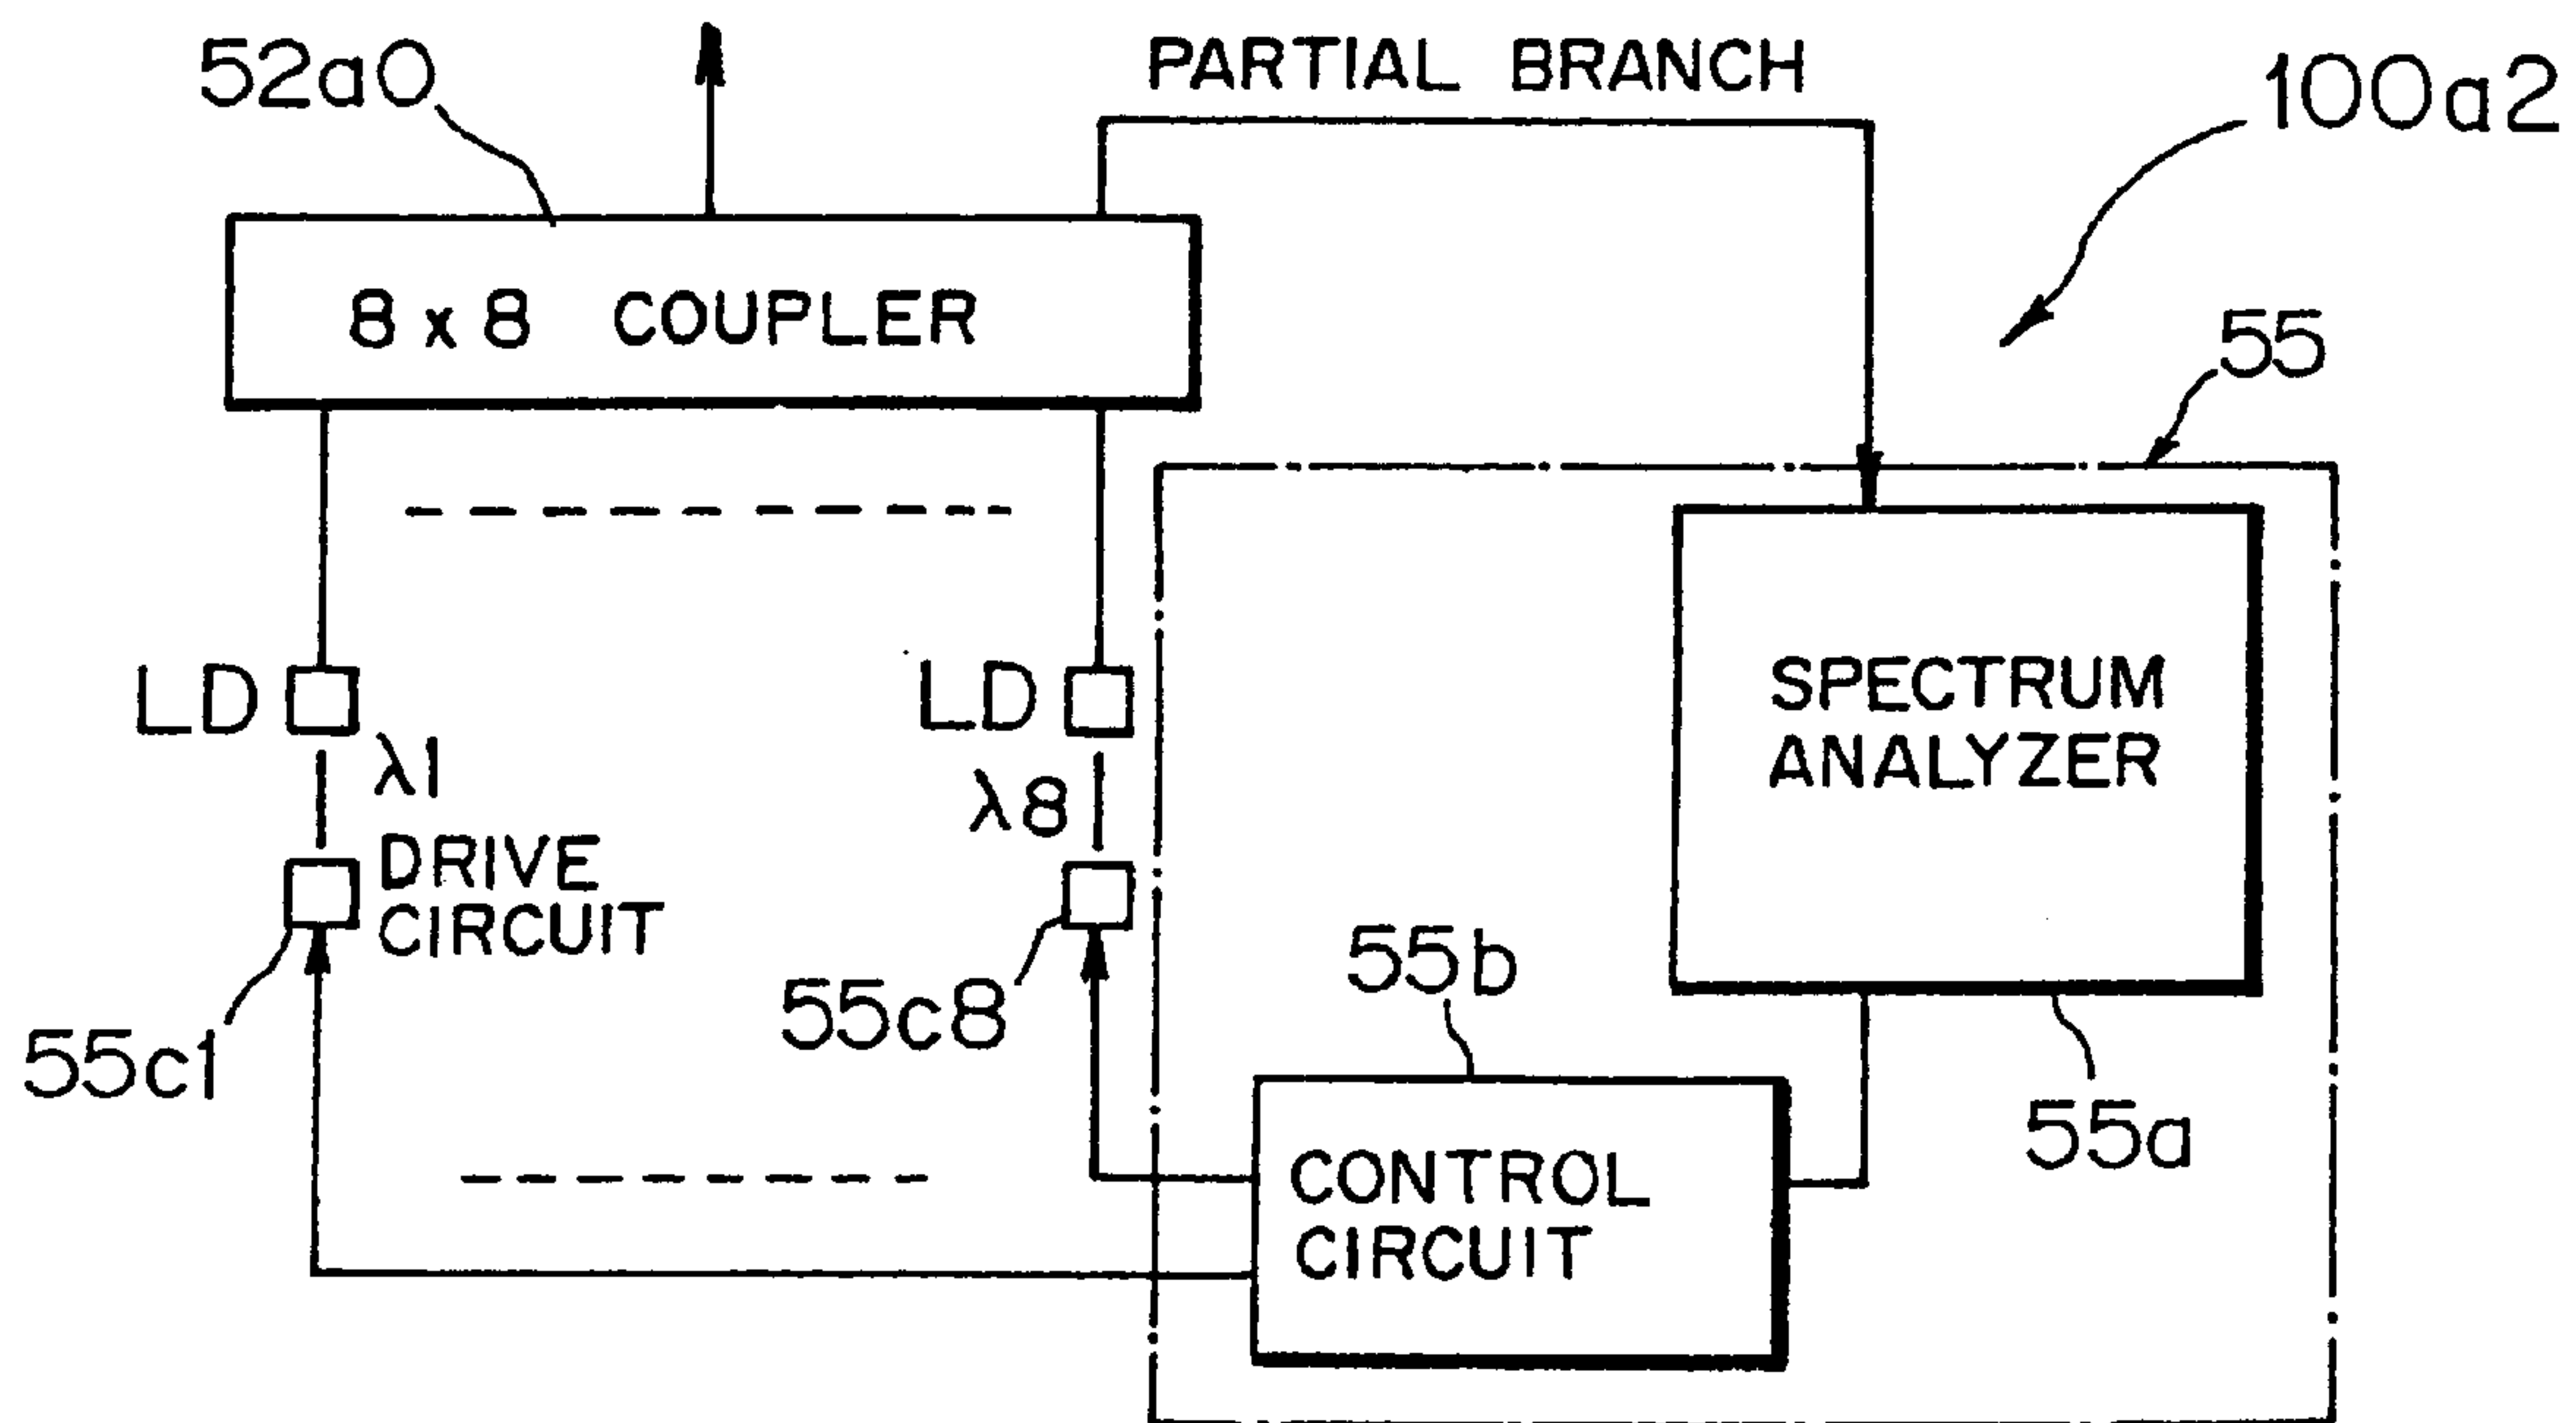 52a0
PARTIAL BRANCH
100a2
8 x 8 COUPLER
55
LD
λ1
LD
λ8
SPECTRUM
ANALYZER
DRIVE
CIRCUIT
55c1
55c8
55b
55a
CONTROL
CIRCUIT